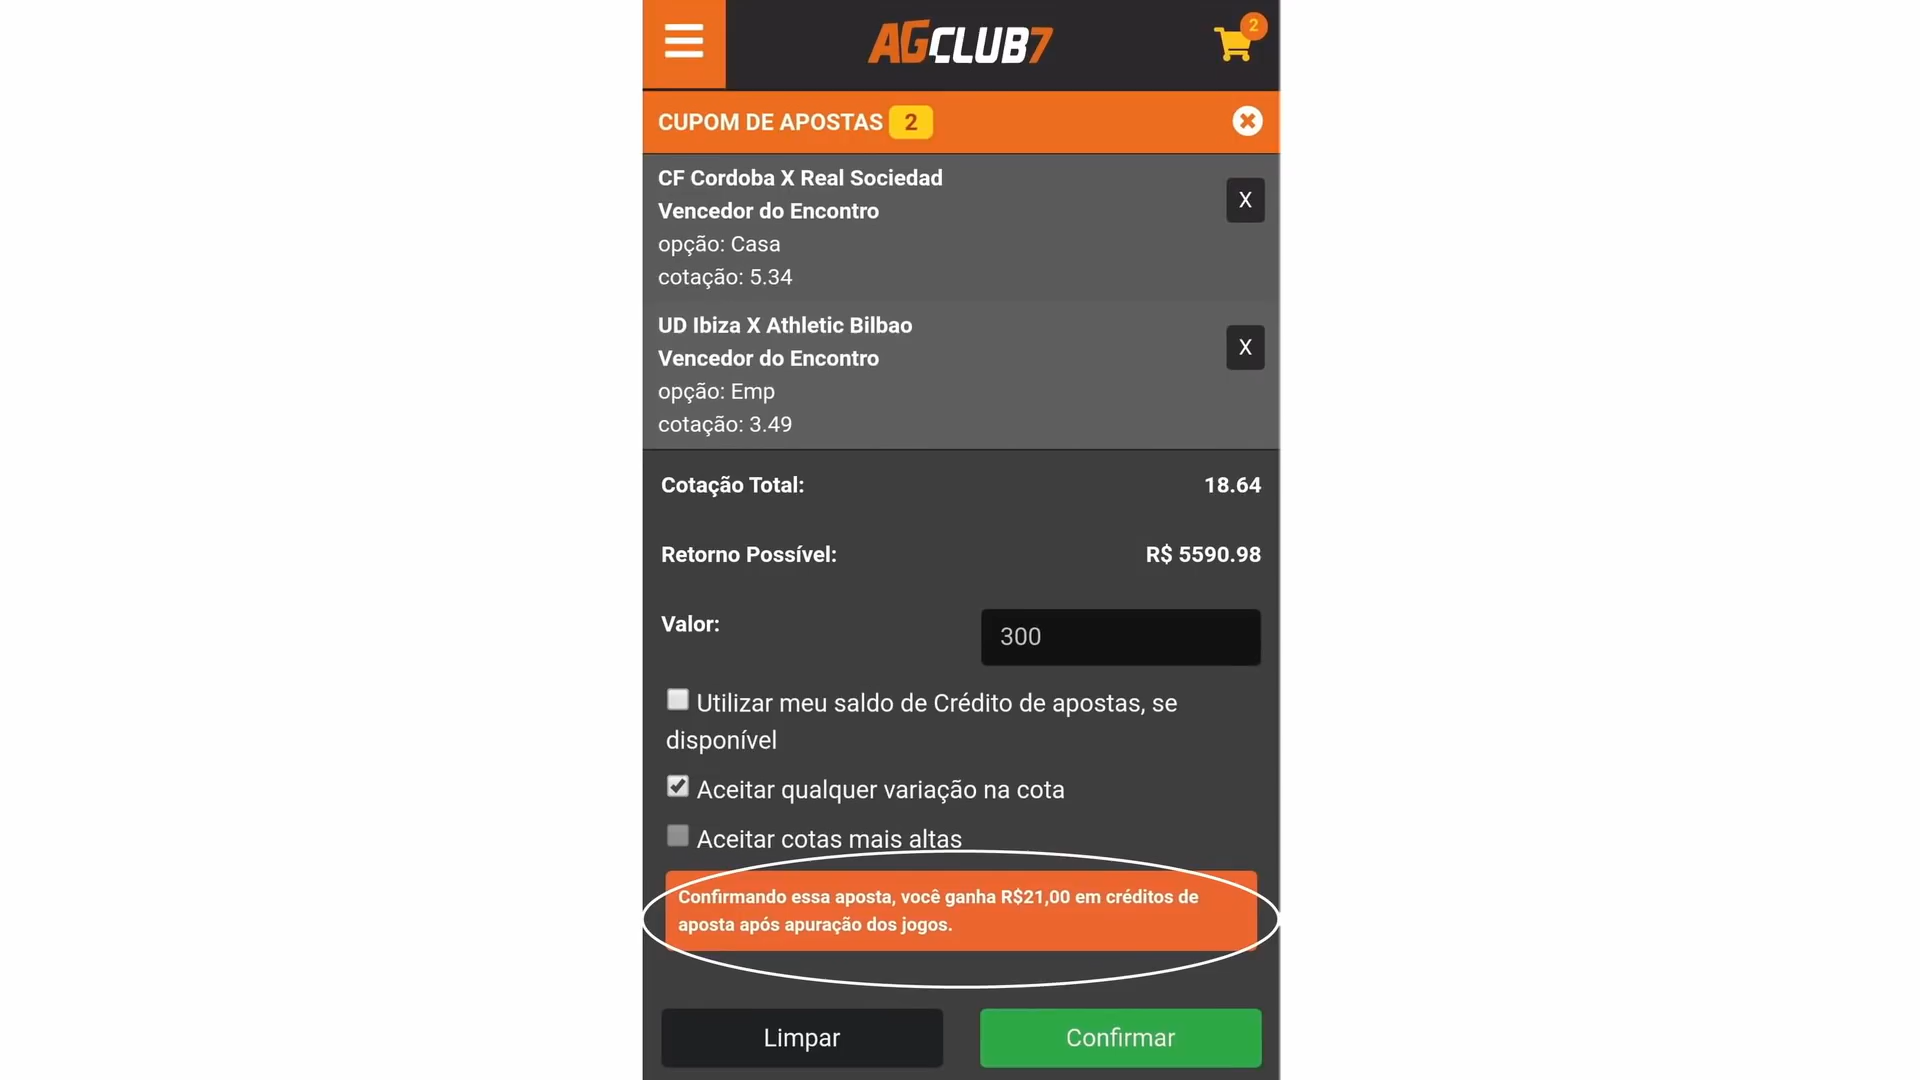 AGCLUB7
2
CUPOM DE APOSTAS 2
CF Cordoba X Real Sociedad
Vencedor do Encontro
X
opção: Casa
cotação: 5.34
UD Ibiza X Athletic Bilbao
Vencedor do Encontro
X
opção: Emp
cotação: 3.49
Cotação Total: 18.64
Retorno Possível: R$ 5590.98
Valor: 300
Utilizar meu saldo de Crédito de apostas, se
disponível
Aceitar qualquer variação na cota
Aceitar cotas mais altas
Confirmando essa aposta, você ganha R$21,00 em créditos de
aposta após apuração dos jogos.
Limpar Confirmar